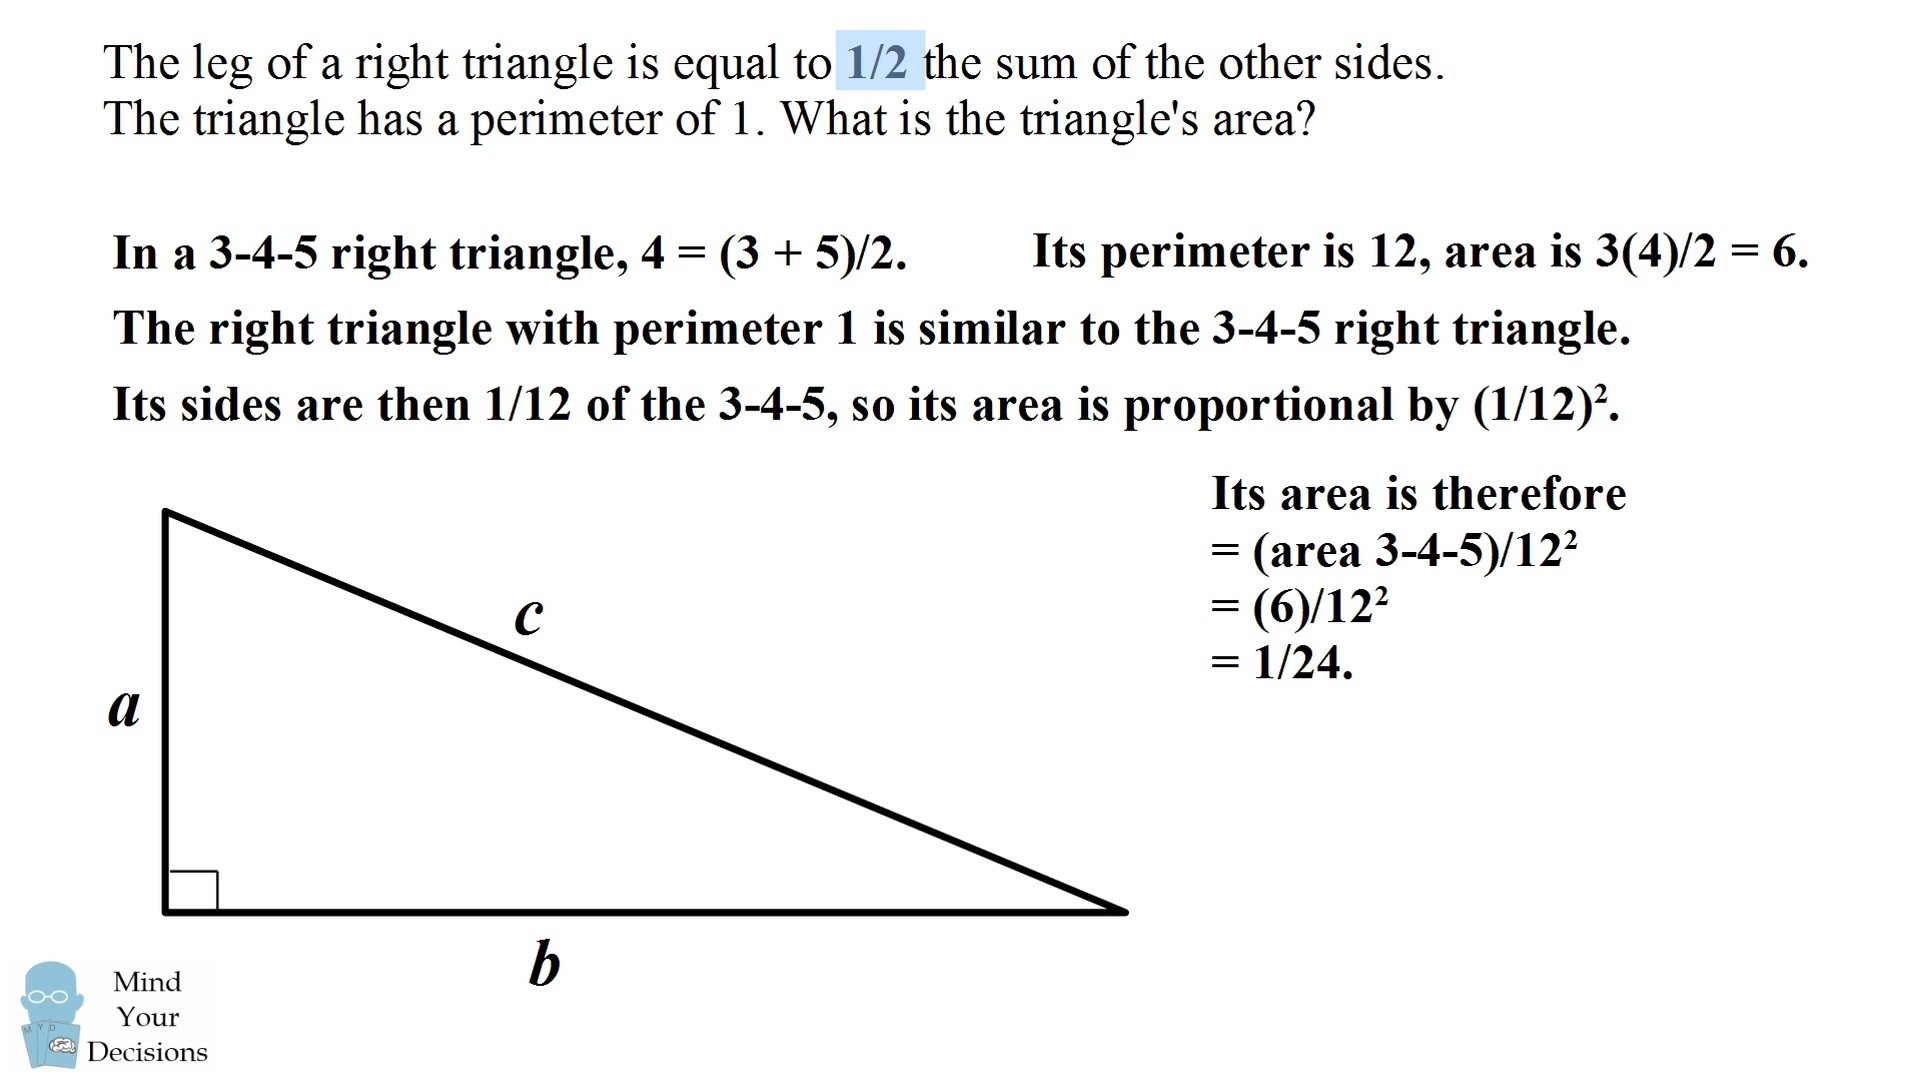 The leg of a right triangle is equal to 1/2 the sum of the other sides.
The triangle has a perimeter of 1. What is the triangle's area?
In a 3-4-5 right triangle, 4 = (3 + 5)/2.
Its perimeter is 12, area is 3(4)/2 = 6.
The right triangle with perimeter 1 is similar to the 3-4-5 right triangle.
Its sides are then 1/12 of the 3-4-5, so its area is proportional by (1/12)².
Its area is therefore
= (area 3-4-5)/12²
= (6)/12²
= 1/24.
c
a
b
Mind
Your
Decisions
M Y D